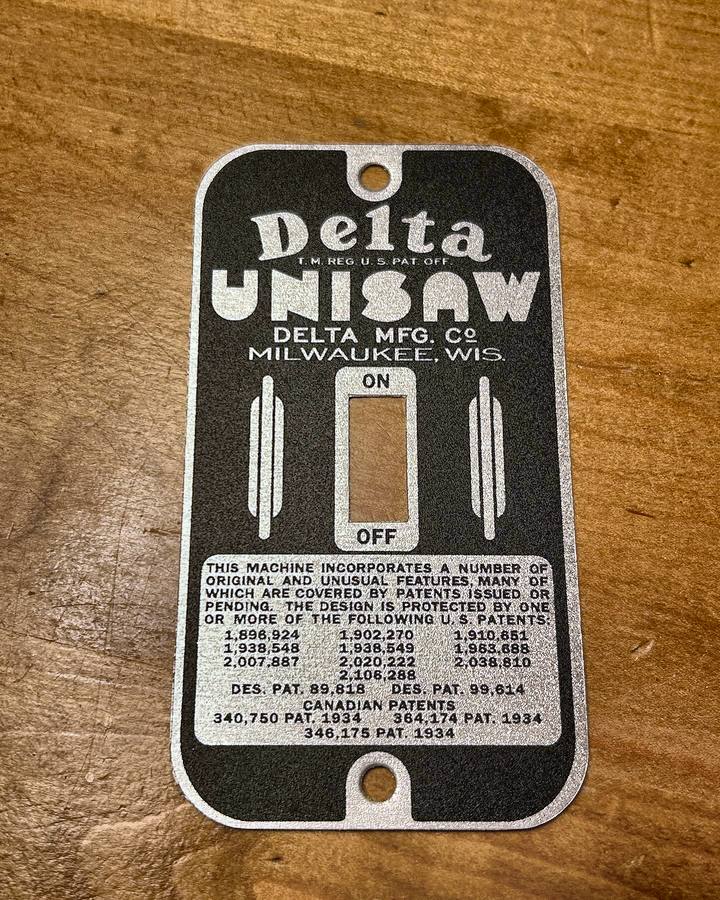 Delta
T. M. REG. U. S. PAT. OFF.
UNISAW
DELTA MFG. Cº
MILWAUKEE, WIS.
ON
OFF
THIS MACHINE INCORPORATES A NUMBER OF
ORIGINAL AND UNUSUAL FEATURES, MANY OF
WHICH ARE COVERED BY PATENTS ISSUED OR
PENDING. THE DESIGN IS PROTECTED BY ONE
OR MORE OF THE FOLLOWING U. S. PATENTS:
1,896,924 1,902,270 1,910,651
1,938,548 1,938,549 1,963,688
2,007,887 2,020,222 2,038,810
2,106,288
DES. PAT. 89,818 DES. PAT. 99,614
CANADIAN PATENTS
340,750 PAT. 1934 364,174 PAT. 1934
346,175 PAT. 1934